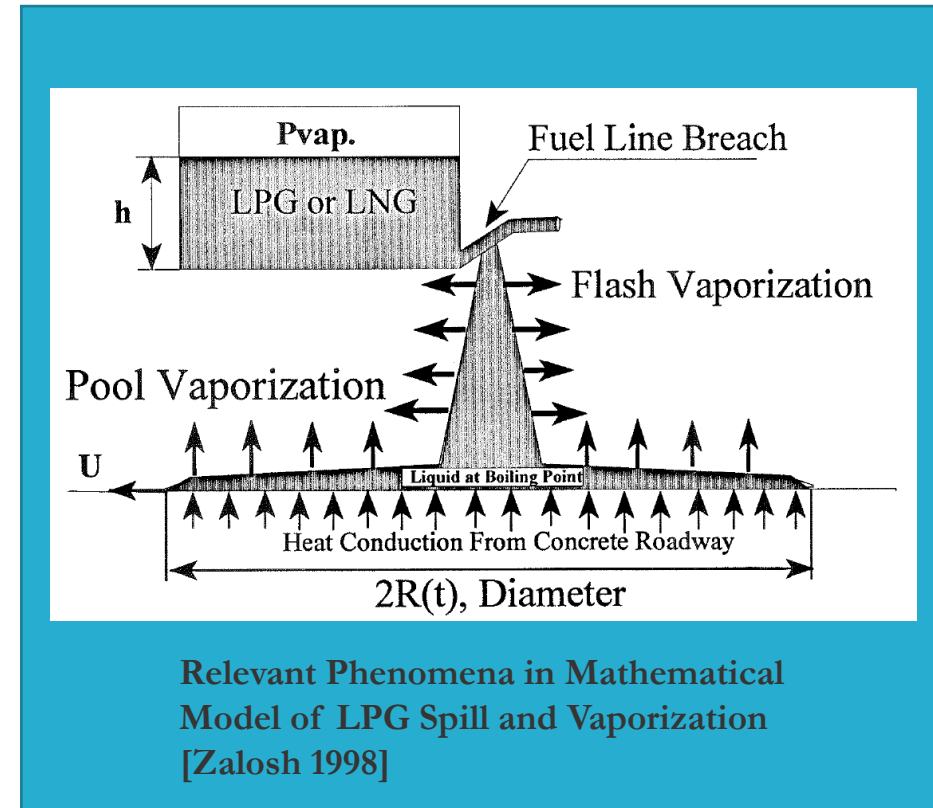 Pvap.
Fuel Line Breach
h
LPG or LNG
Flash Vaporization
Pool Vaporization
U
Liquid at Boiling Point
Heat Conduction From Concrete Roadway
2R(t), Diameter
Relevant Phenomena in Mathematical
Model of LPG Spill and Vaporization
[Zalosh 1998]